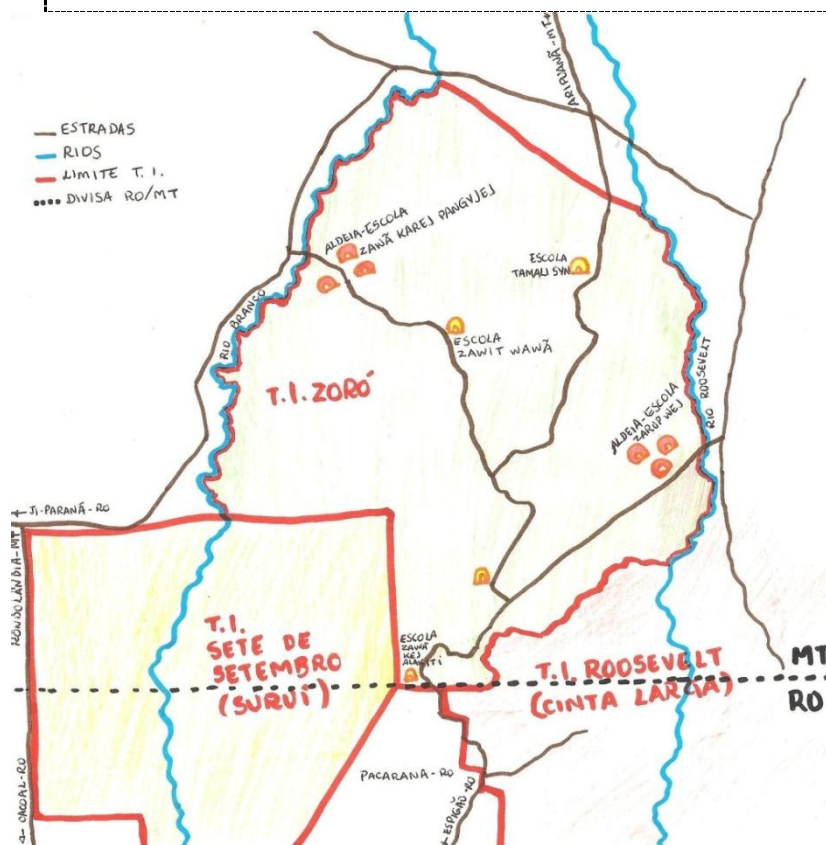 ESTRADAS
RIOS
LIMITE T. I.
DIVISA RO/MT
ARIPUANÃ-MT
ALDEIA-ESCOLA
ZAWÃ KAREJ PANGYJEJ
ESCOLA
TAMALI SYN
RIO BRANCO
ESCOLA
ZAWIT WAWÃ
RIO ROOSEVELT
T.I. ZORÓ
ALDEIA-ESCOLA
ZARUP WEJ
JI-PARANÁ-RO
RONDOLÂNDIA-MT
T.I.
SETE DE
SETEMBRO
(SURUÍ)
ESCOLA
ZAWÃ
KEJ
T.I. ROOSEVELT
(CINTA LARGA)
MT
RO
PACARANA-RO
CACOAL-RO
ESPIGÃO-RO